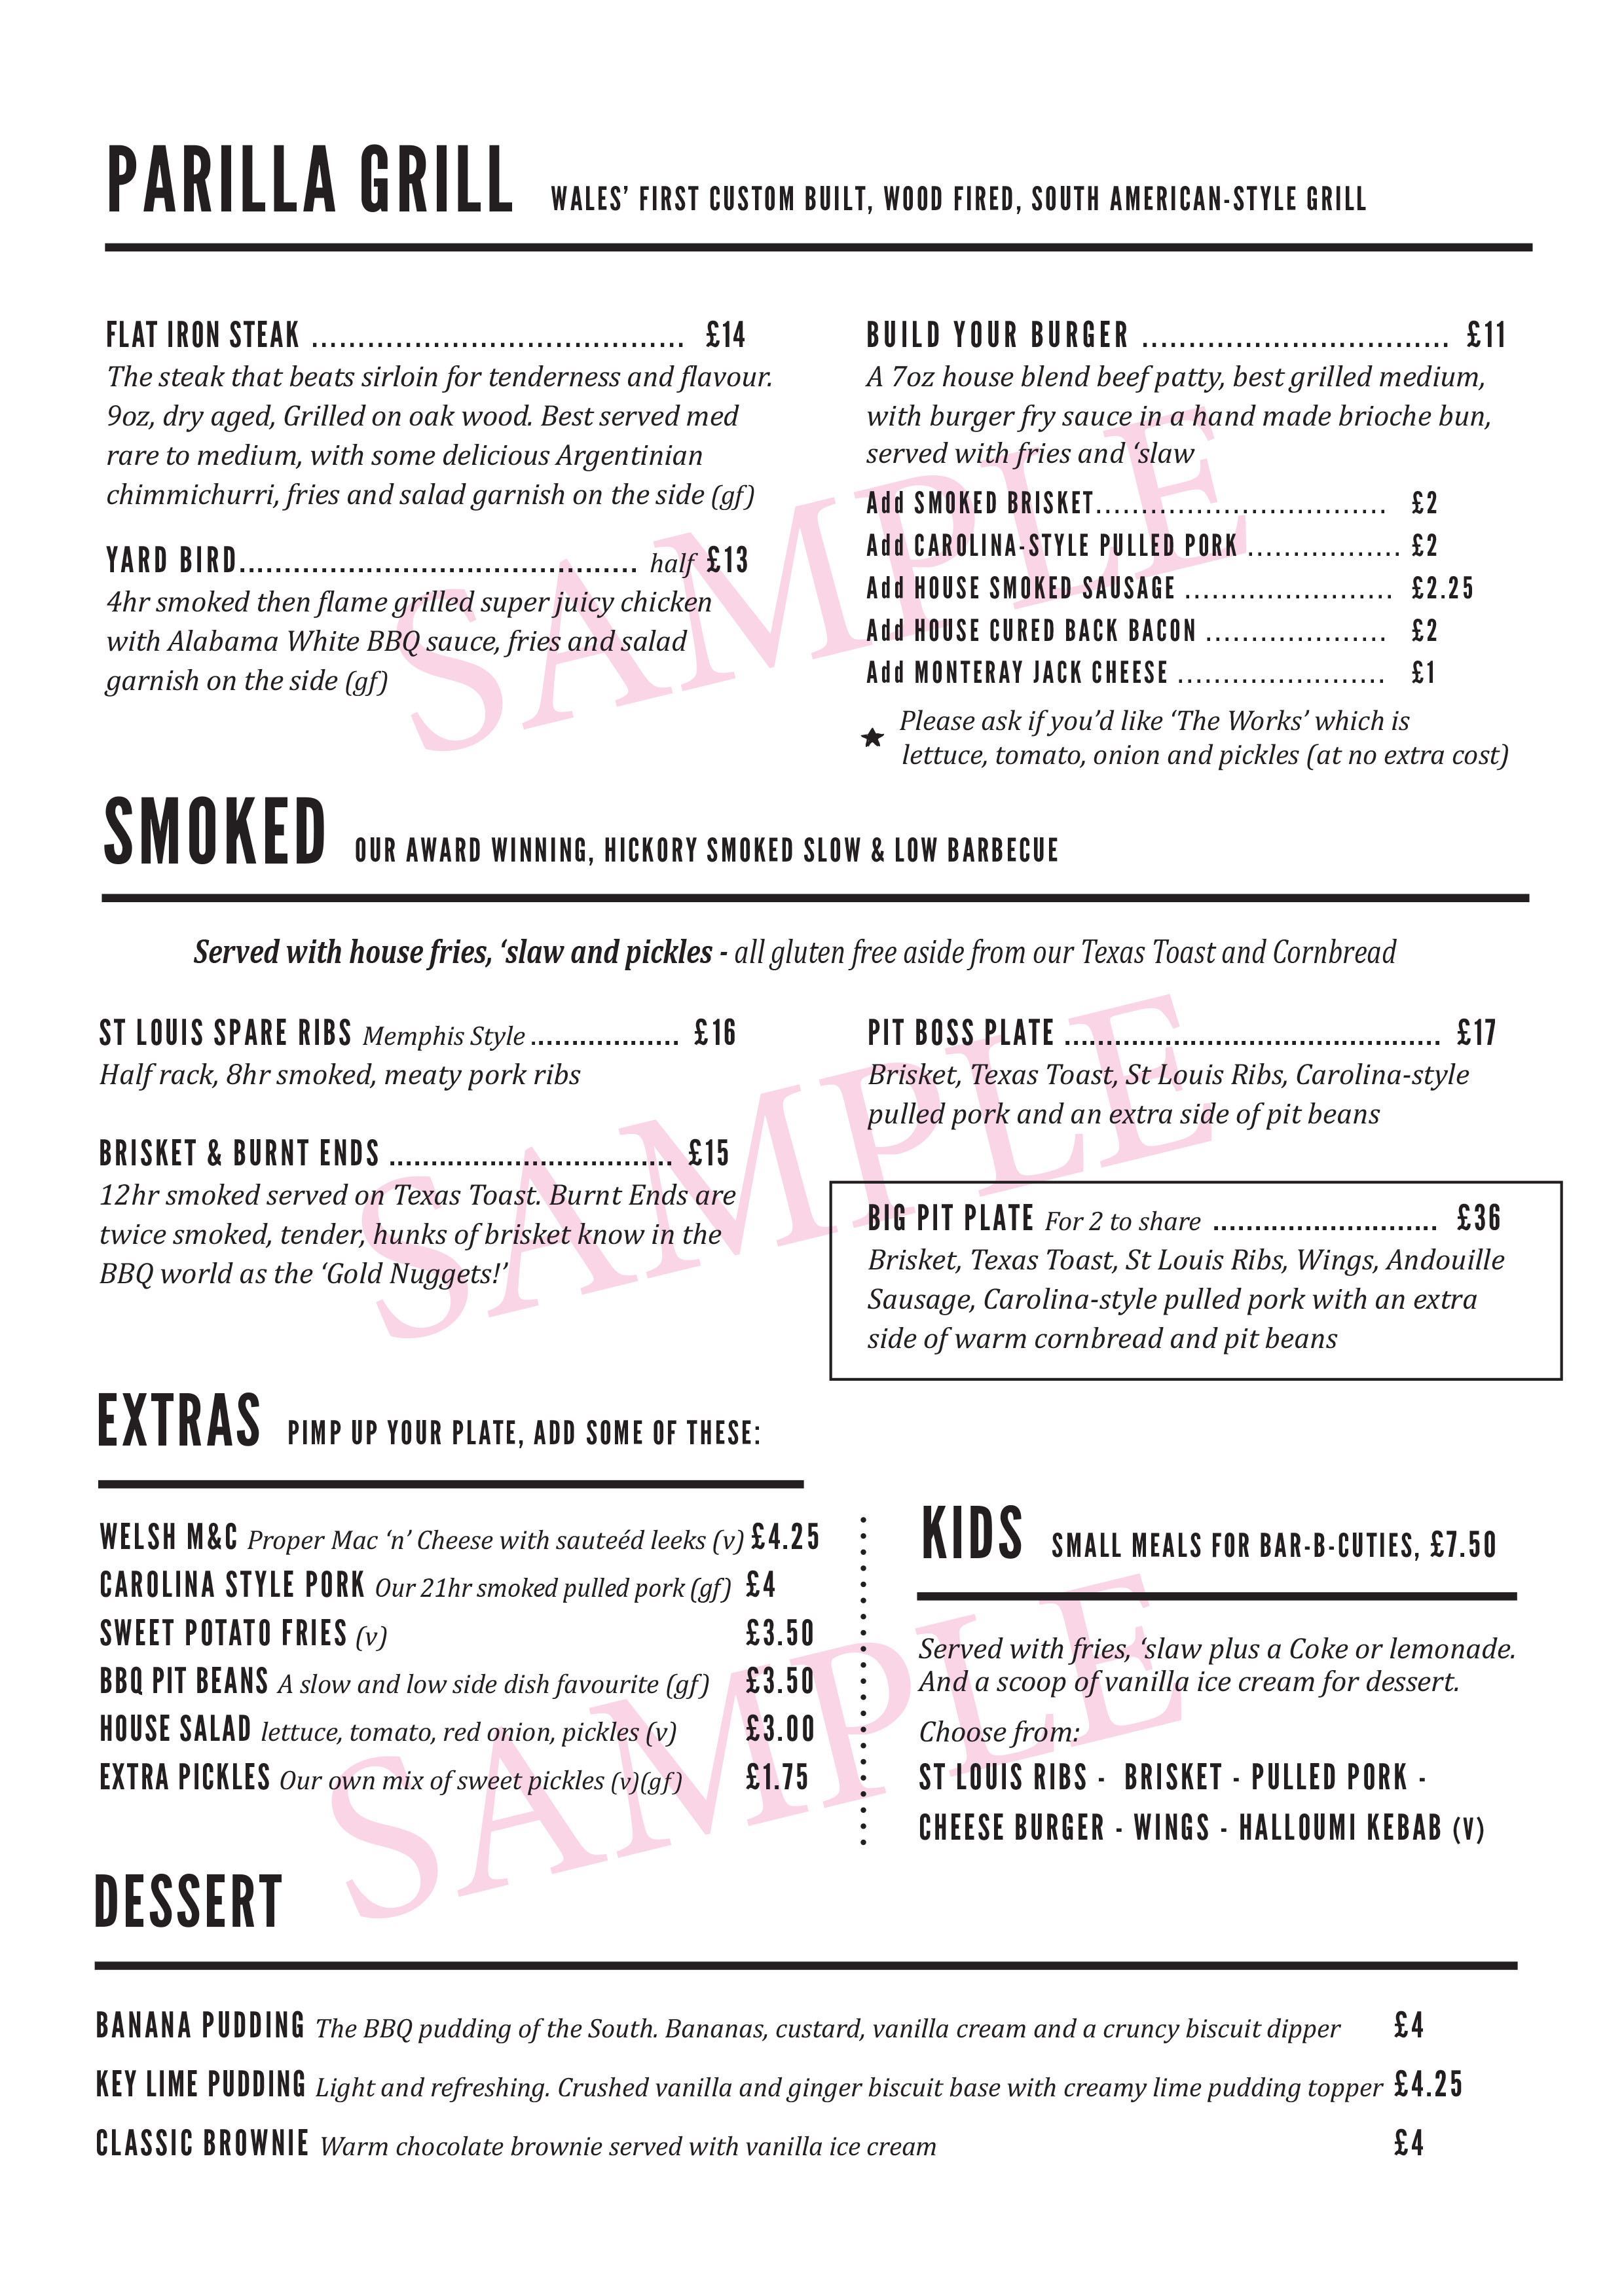 PARILLA GRILL WALES’ FIRST CUSTOM BUILT, WOOD FIRED, SOUTH AMERICAN-STYLE GRILL
FLAT IRON STEAK ........................................ £14
The steak that beats sirloin for tenderness and flavour.
9oz, dry aged, Grilled on oak wood. Best served med
rare to medium, with some delicious Argentinian
chimmichurri, fries and salad garnish on the side (gf)
YARD BIRD............................................ half £13
4hr smoked then flame grilled super juicy chicken
with Alabama White BBQ sauce, fries and salad
garnish on the side (gf)
BUILD YOUR BURGER ................................. £11
A 7oz house blend beef patty, best grilled medium,
with burger fry sauce in a hand made brioche bun,
served with fries and ‘slaw
Add SMOKED BRISKET................................ £2
Add CAROLINA-STYLE PULLED PORK ................. £2
Add HOUSE SMOKED SAUSAGE ....................... £2.25
Add HOUSE CURED BACK BACON .................... £2
Add MONTERAY JACK CHEESE ....................... £1
Please ask if you’d like ‘The Works’ which is
lettuce, tomato, onion and pickles (at no extra cost)
SMOKED OUR AWARD WINNING, HICKORY SMOKED SLOW & LOW BARBECUE
Served with house fries, ‘slaw and pickles - all gluten free aside from our Texas Toast and Cornbread
ST LOUIS SPARE RIBS Memphis Style .................. £16
Half rack, 8hr smoked, meaty pork ribs
BRISKET & BURNT ENDS .................................. £15
12hr smoked served on Texas Toast. Burnt Ends are
twice smoked, tender, hunks of brisket know in the
BBQ world as the ‘Gold Nuggets!’
PIT BOSS PLATE ............................................. £17
Brisket, Texas Toast, St Louis Ribs, Carolina-style
pulled pork and an extra side of pit beans
BIG PIT PLATE For 2 to share ........................... £36
Brisket, Texas Toast, St Louis Ribs, Wings, Andouille
Sausage, Carolina-style pulled pork with an extra
side of warm cornbread and pit beans
EXTRAS PIMP UP YOUR PLATE, ADD SOME OF THESE:
WELSH M&C Proper Mac ‘n’ Cheese with sauteéd leeks (v) £4.25
CAROLINA STYLE PORK Our 21hr smoked pulled pork (gf) £4
SWEET POTATO FRIES (v) £3.50
BBQ PIT BEANS A slow and low side dish favourite (gf) £3.50
HOUSE SALAD lettuce, tomato, red onion, pickles (v) £3.00
EXTRA PICKLES Our own mix of sweet pickles (v)(gf) £1.75
KIDS SMALL MEALS FOR BAR-B-CUTIES, £7.50
Served with fries, ‘slaw plus a Coke or lemonade.
And a scoop of vanilla ice cream for dessert.
Choose from:
ST LOUIS RIBS - BRISKET - PULLED PORK -
CHEESE BURGER - WINGS - HALLOUMI KEBAB (V)
DESSERT
BANANA PUDDING The BBQ pudding of the South. Bananas, custard, vanilla cream and a cruncy biscuit dipper £4
KEY LIME PUDDING Light and refreshing. Crushed vanilla and ginger biscuit base with creamy lime pudding topper £4.25
CLASSIC BROWNIE Warm chocolate brownie served with vanilla ice cream £4
SAMPLE
SAMPLE
SAMPLE